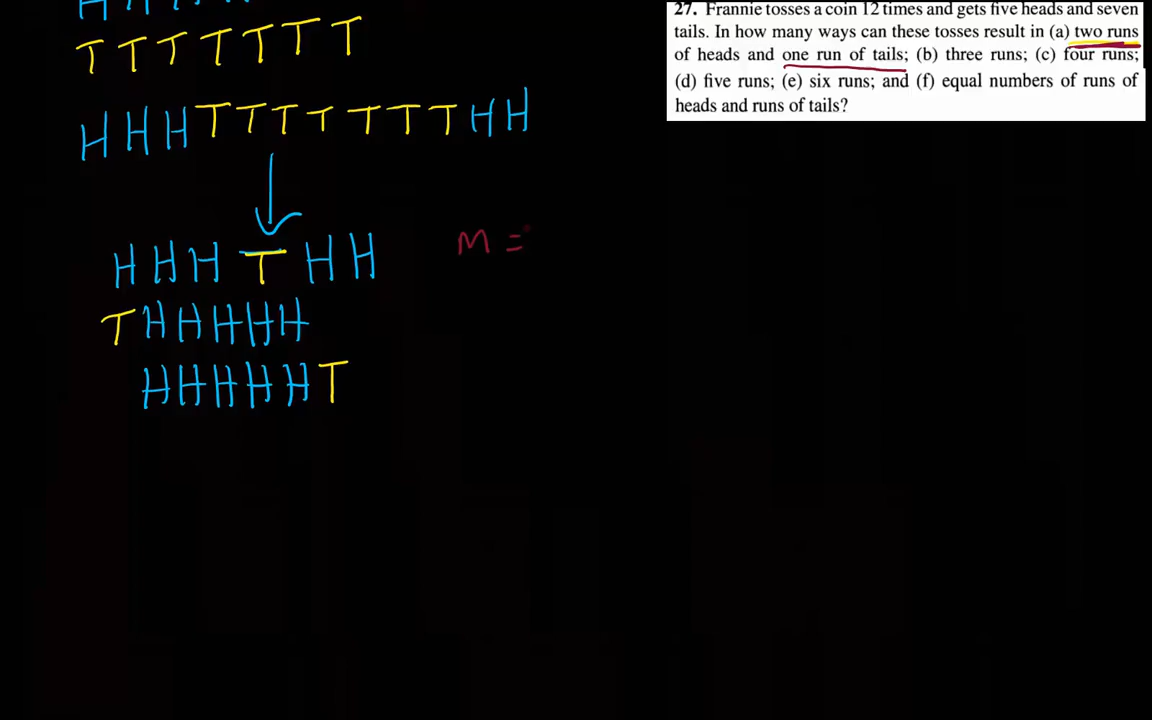 T T T T T T T
H H H T T T T T T T H H
H H H T H H
M =
T H H H H H
H H H H H T
27. Frannie tosses a coin 12 times and gets five heads and seven
tails. In how many ways can these tosses result in (a) two runs
of heads and one run of tails; (b) three runs; (c) four runs;
(d) five runs; (e) six runs; and (f) equal numbers of runs of
heads and runs of tails?